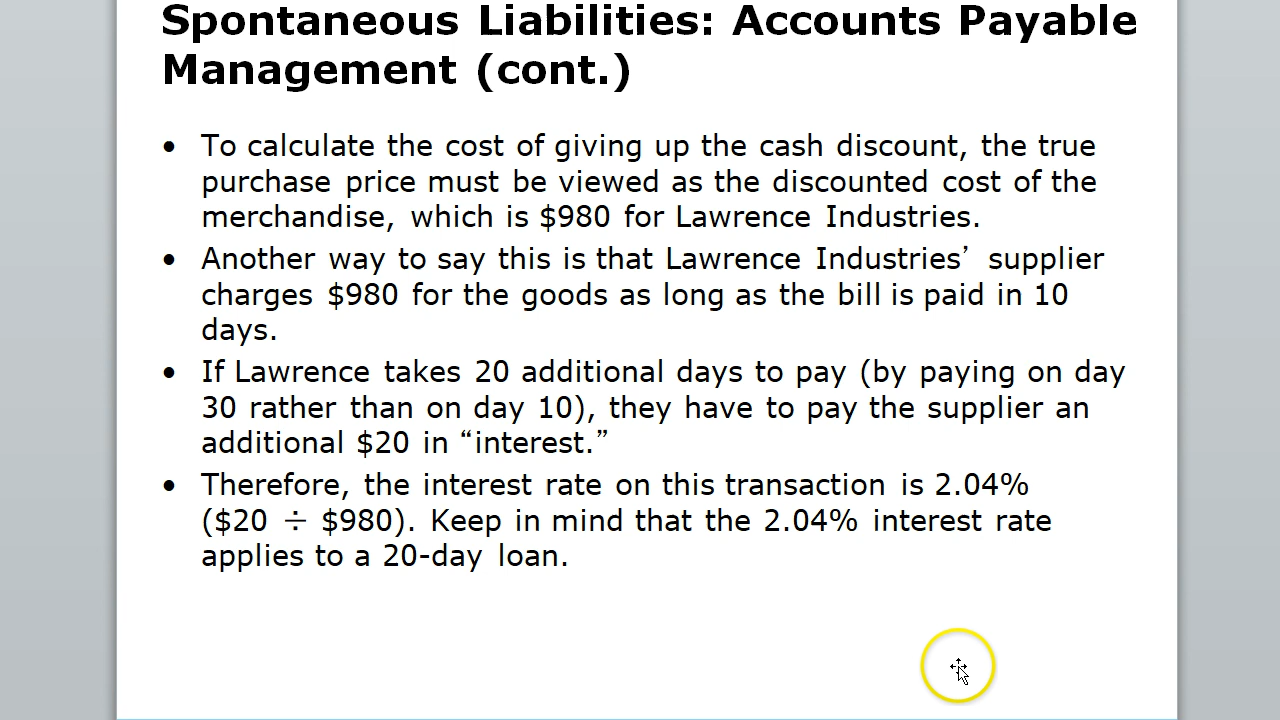 Spontaneous Liabilities: Accounts Payable
Management (cont.)
• To calculate the cost of giving up the cash discount, the true
purchase price must be viewed as the discounted cost of the
merchandise, which is $980 for Lawrence Industries.
• Another way to say this is that Lawrence Industries’ supplier
charges $980 for the goods as long as the bill is paid in 10
days.
• If Lawrence takes 20 additional days to pay (by paying on day
30 rather than on day 10), they have to pay the supplier an
additional $20 in “interest.”
• Therefore, the interest rate on this transaction is 2.04%
($20 ÷ $980). Keep in mind that the 2.04% interest rate
applies to a 20-day loan.